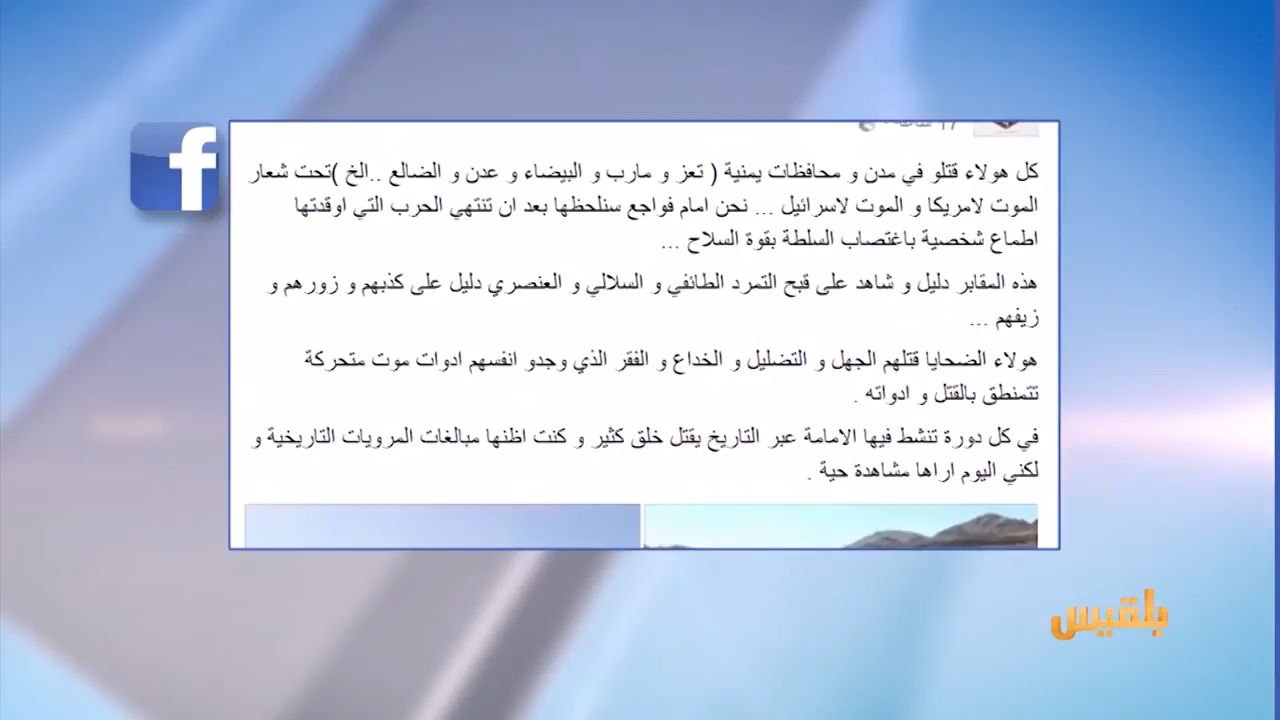 17 ساعة
كل هولاء قتلو في مدن و محافظات يمنية ( تعز و مارب و البيضاء و عدن و الضالع ..الخ )تحت شعار
الموت لامريكا و الموت لاسرائيل ... نحن امام فواجع سنلحظها بعد ان تنتهي الحرب التي اوقدتها
اطماع شخصية باغتصاب السلطة بقوة السلاح ...
هذه المقابر دليل و شاهد على قبح التمرد الطائفي و السلالي و العنصري دليل على كذبهم و زورهم و
زيفهم ...
هولاء الضحايا قتلهم الجهل و التضليل و الخداع و الفقر الذي وجدو انفسهم ادوات موت متحركة
تتمنطق بالقتل و ادواته .
في كل دورة تنشط فيها الامامة عبر التاريخ يقتل خلق كثير و كنت اظنها مبالغات المرويات التاريخية و
لكني اليوم اراها مشاهدة حية .
بلقيس